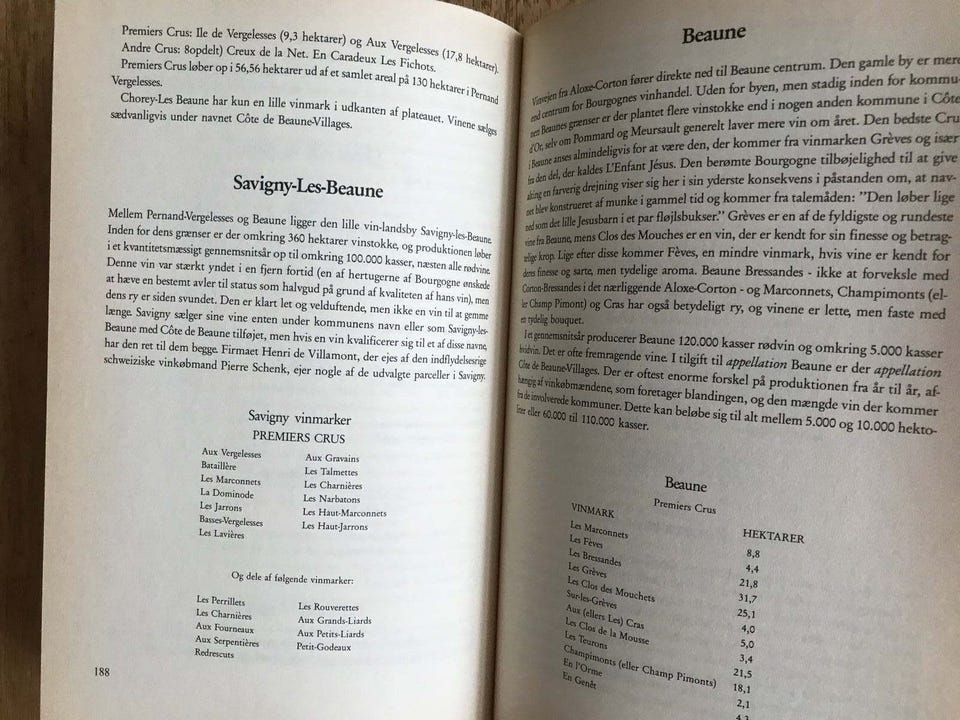 Premiers Crus: Ile de Vergelesses (9,3 hektarer) og Aux Vergelesses (17,8 hektarer).
Andre Crus: 8opdelt) Creux de la Net. En Caradeux Les Fichots.
Premiers Crus løber op i 56,56 hektarer ud af et samlet areal på 130 hektarer i Pernand
Vergelesses.
Chorey-Les Beaune har kun en lille vinmark i udkanten af plateauet. Vinene sælges
sædvanligvis under navnet Côte de Beaune-Villages.
Savigny-Les-Beaune
Mellem Pernand-Vergelesses og Beaune ligger den lille vin-landsby Savigny-les-Beaune.
Inden for dens grænser er der omkring 360 hektarer vinstokke, og produktionen løber
i et kvantitetsmæssigt gennemsnitsår op til omkring 100.000 kasser, næsten alle rødvine.
Denne vin var stærkt yndet i en fjern fortid (en af hertugerne af Bourgogne ønskede
at hæve en bestemt avler til status som halvgud på grund af kvaliteten af hans vin), men
dens ry er siden svundet. Den er klart let og velduftende, men ikke en vin til at gemme
længe. Savigny sælger sine vine enten under kommunens navn eller som Savigny-les-
Beaune med Côte de Beaune tilføjet, men hvis en vin kvalificerer sig til et af disse navne,
har den ret til dem begge. Firmaet Henri de Villamont, der ejes af den indflydelsesrige
schweiziske vinkøbmand Pierre Schenk, ejer nogle af de udvalgte parceller i Savigny.
Savigny vinmarker
PREMIERS CRUS
Aux Vergelesses
Bataillère
Les Marconnets
La Dominode
Les Jarrons
Basses-Vergelesses
Les Lavières
Aux Gravains
Les Talmettes
Les Charnières
Les Narbatons
Les Haut-Marconnets
Les Haut-Jarrons
Og dele af følgende vinmarker:
Les Perrillets
Les Charnières
Aux Fourneaux
Aux Serpentières
Redrescuts
Les Rouverettes
Aux Grands-Liards
Aux Petits-Liards
Petit-Godeaux
188
Beaune
Vinvejen fra Aloxe-Corton fører direkte ned til Beaune centrum. Den gamle by er mere
end centrum for Bourgognes vinhandel. Uden for byen, men stadig inden for kommu-
nen Beaunes grænser er der plantet flere vinstokke end i nogen anden kommune i Côte
d'Or, selv om Pommard og Meursault generelt laver mere vin om året. Den bedste Cru
i Beaune anses almindeligvis for at være den, der kommer fra vinmarken Grèves og især
fra den del, der kaldes L'Enfant Jésus. Den berømte Bourgogne tilbøjelighed til at give
alting en farverig drejning viser sig her i sin yderste konsekvens i påstanden om, at nav-
net blev konstrueret af munke i gammel tid og kommer fra talemåden: ”Den løber lige
ned som det lille Jesusbarn i et par fløjlsbukser.” Grèves er en af de fyldigste og rundeste
vine fra Beaune, mens Clos des Mouches er en vin, der er kendt for sin finesse og betrag-
telige krop. Lige efter disse kommer Fèves, en mindre vinmark, hvis vine er kendt for
dens finesse og sarte, men tydelige aroma. Beaune Bressandes - ikke at forveksle med
Corton-Bressandes i det nærliggende Aloxe-Corton - og Marconnets, Champimonts (el-
ler Champ Pimont) og Cras har også betydeligt ry, og vinene er lette, men faste med
en tydelig bouquet.
I et gennemsnitsår producerer Beaune 120.000 kasser rødvin og omkring 5.000 kasser
hvidvin. Det er ofte fremragende vine. I tilgift til appellation Beaune er der appellation
Côte de Beaune-Villages. Der er oftest enorme forskel på produktionen fra år til år, af-
hængig af vinkøbmændene, som foretager blandingen, og den mængde vin der kommer
fra de involverede kommuner. Dette kan beløbe sig til alt mellem 5.000 og 10.000 hekto-
liter eller 60.000 til 110.000 kasser.
Beaune
Premiers Crus
VINMARK
HEKTARER
Les Marconnets
8,8
Les Fèves
4,4
Les Bressandes
21,8
Les Grèves
31,7
Les Clos des Mouchets
25,1
Sur-les-Grèves
4,0
Aux (ellers Les) Cras
5,0
Les Clos de la Mousse
3,4
Les Teurons
21,5
Champimonts (eller Champ Pimonts)
18,1
En l'Orme
2,1
En Genêt
4,3